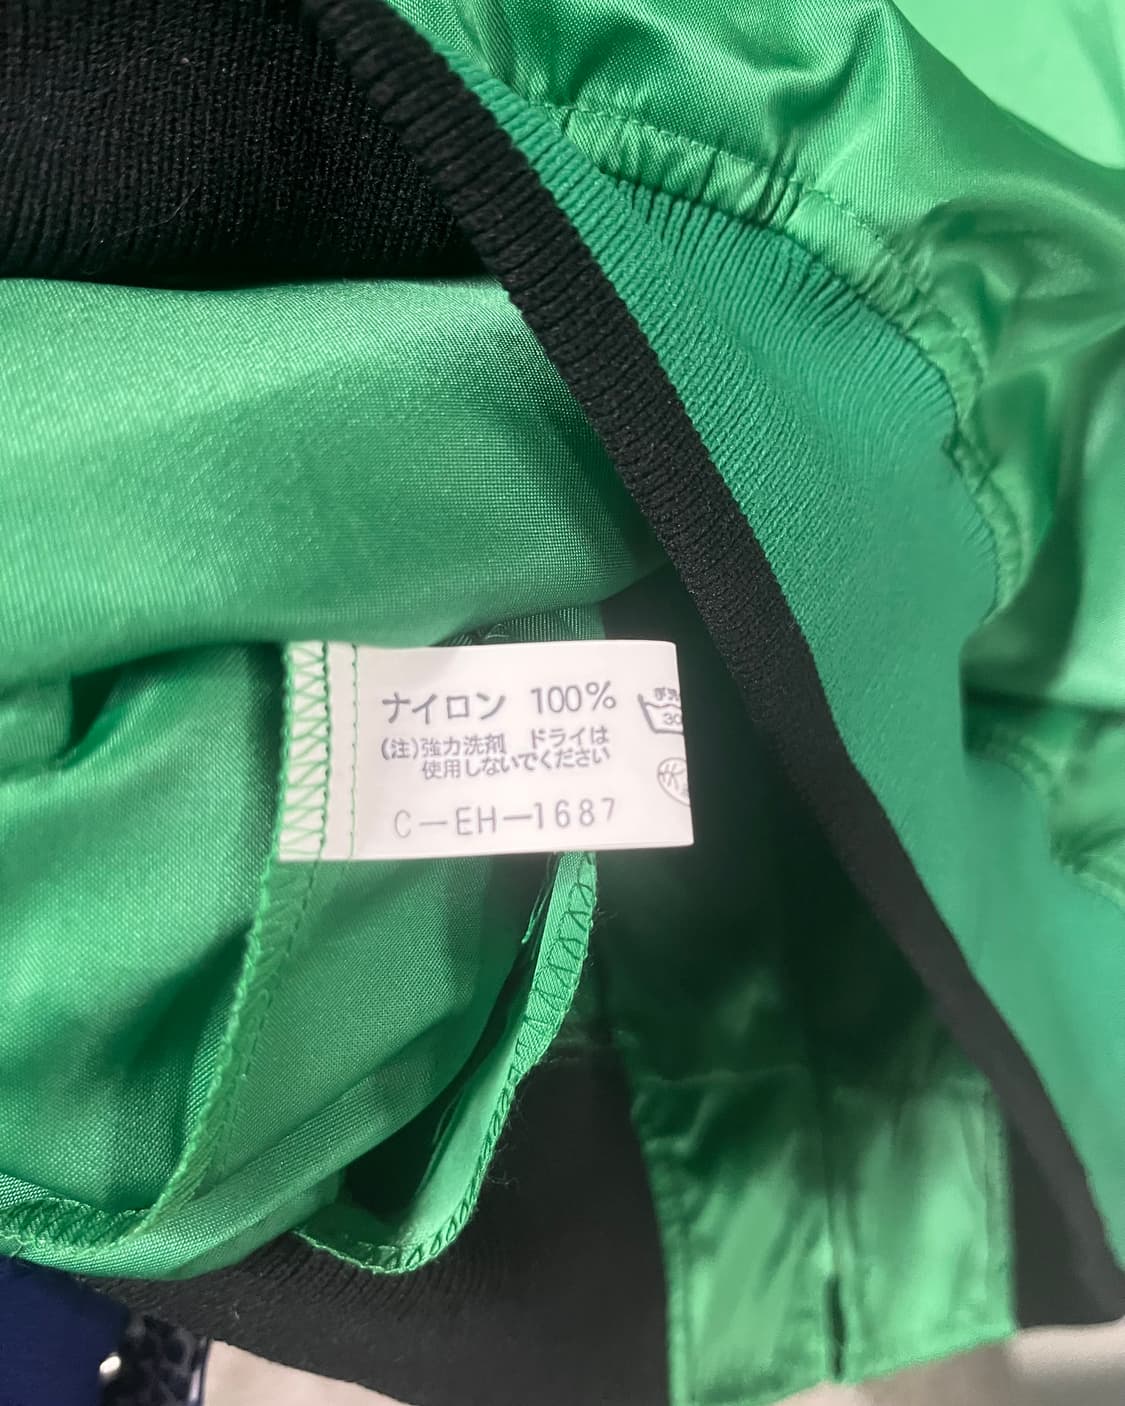 ナイロン 100%
(注)強力洗剤 ドライは
使用しないでください
C—EH—1687
30